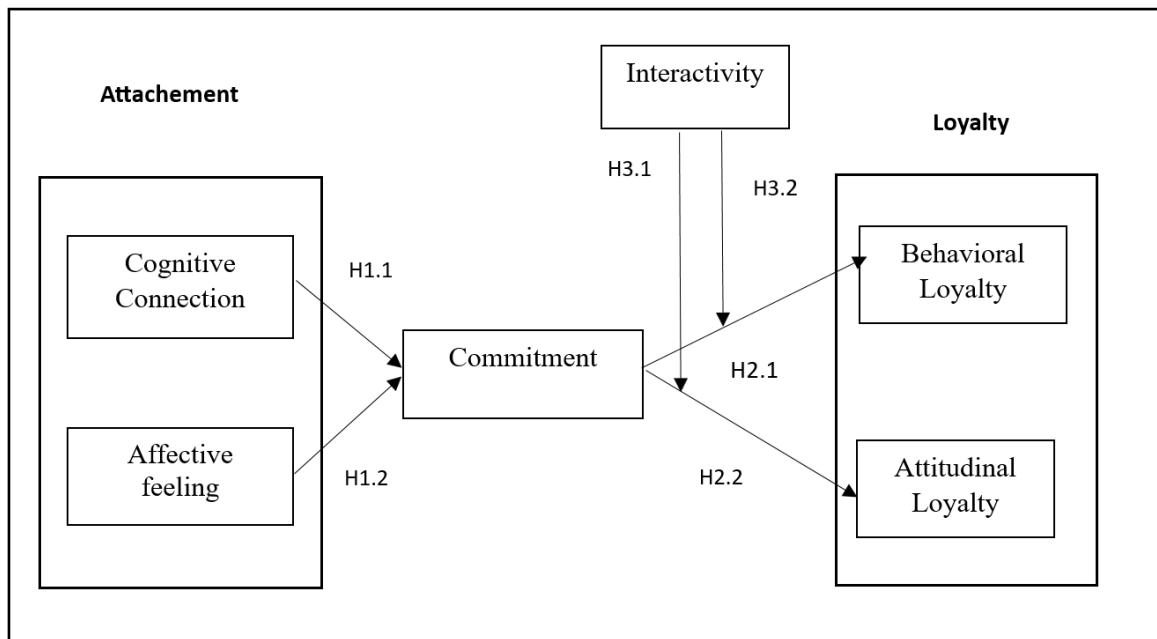 Attachement
Interactivity
Loyalty
H3.1
H3.2
Cognitive
Connection
H1.1
Behavioral
Loyalty
Commitment
H2.1
Affective
feeling
H1.2
H2.2
Attitudinal
Loyalty